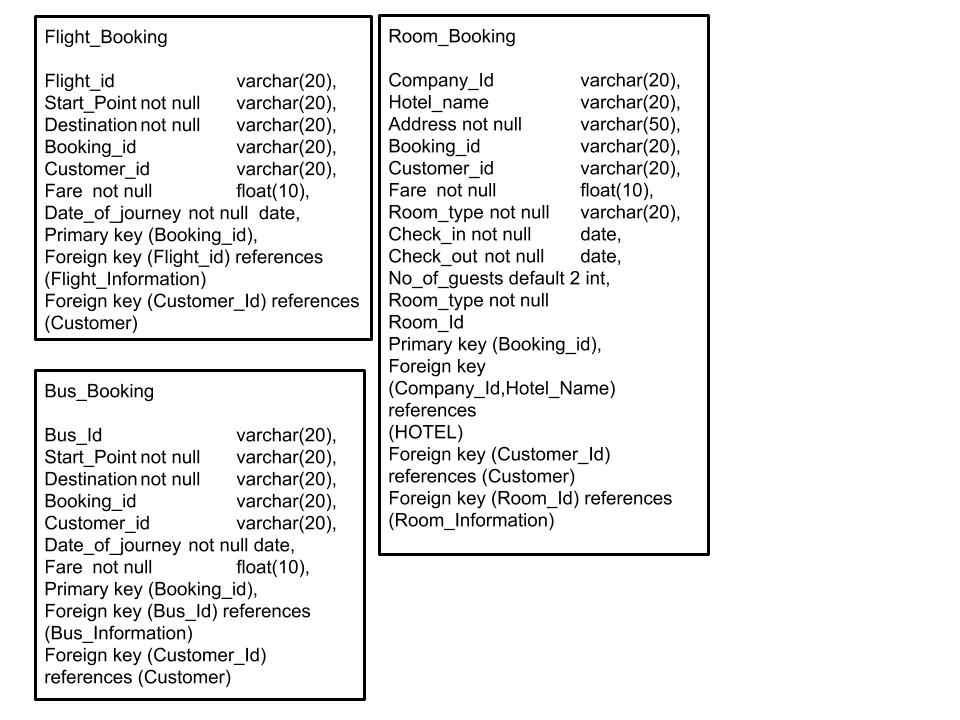 Flight_Booking
Flight_id varchar(20),
Start_Point not null varchar(20),
Destination not null varchar(20),
Booking_id varchar(20),
Customer_id varchar(20),
Fare not null float(10),
Date_of_journey not null date,
Primary key (Booking_id),
Foreign key (Flight_id) references
(Flight_Information)
Foreign key (Customer_Id) references
(Customer)
Bus_Booking
Bus_Id varchar(20),
Start_Point not null varchar(20),
Destination not null varchar(20),
Booking_id varchar(20),
Customer_id varchar(20),
Date_of_journey not null date,
Fare not null float(10),
Primary key (Booking_id),
Foreign key (Bus_Id) references
(Bus_Information)
Foreign key (Customer_Id)
references (Customer)
Room_Booking
Company_Id varchar(20),
Hotel_name varchar(20),
Address not null varchar(50),
Booking_id varchar(20),
Customer_id varchar(20),
Fare not null float(10),
Room_type not null varchar(20),
Check_in not null date,
Check_out not null date,
No_of_guests default 2 int,
Room_type not null
Room_Id
Primary key (Booking_id),
Foreign key
(Company_Id,Hotel_Name)
references
(HOTEL)
Foreign key (Customer_Id)
references (Customer)
Foreign key (Room_Id) references
(Room_Information)